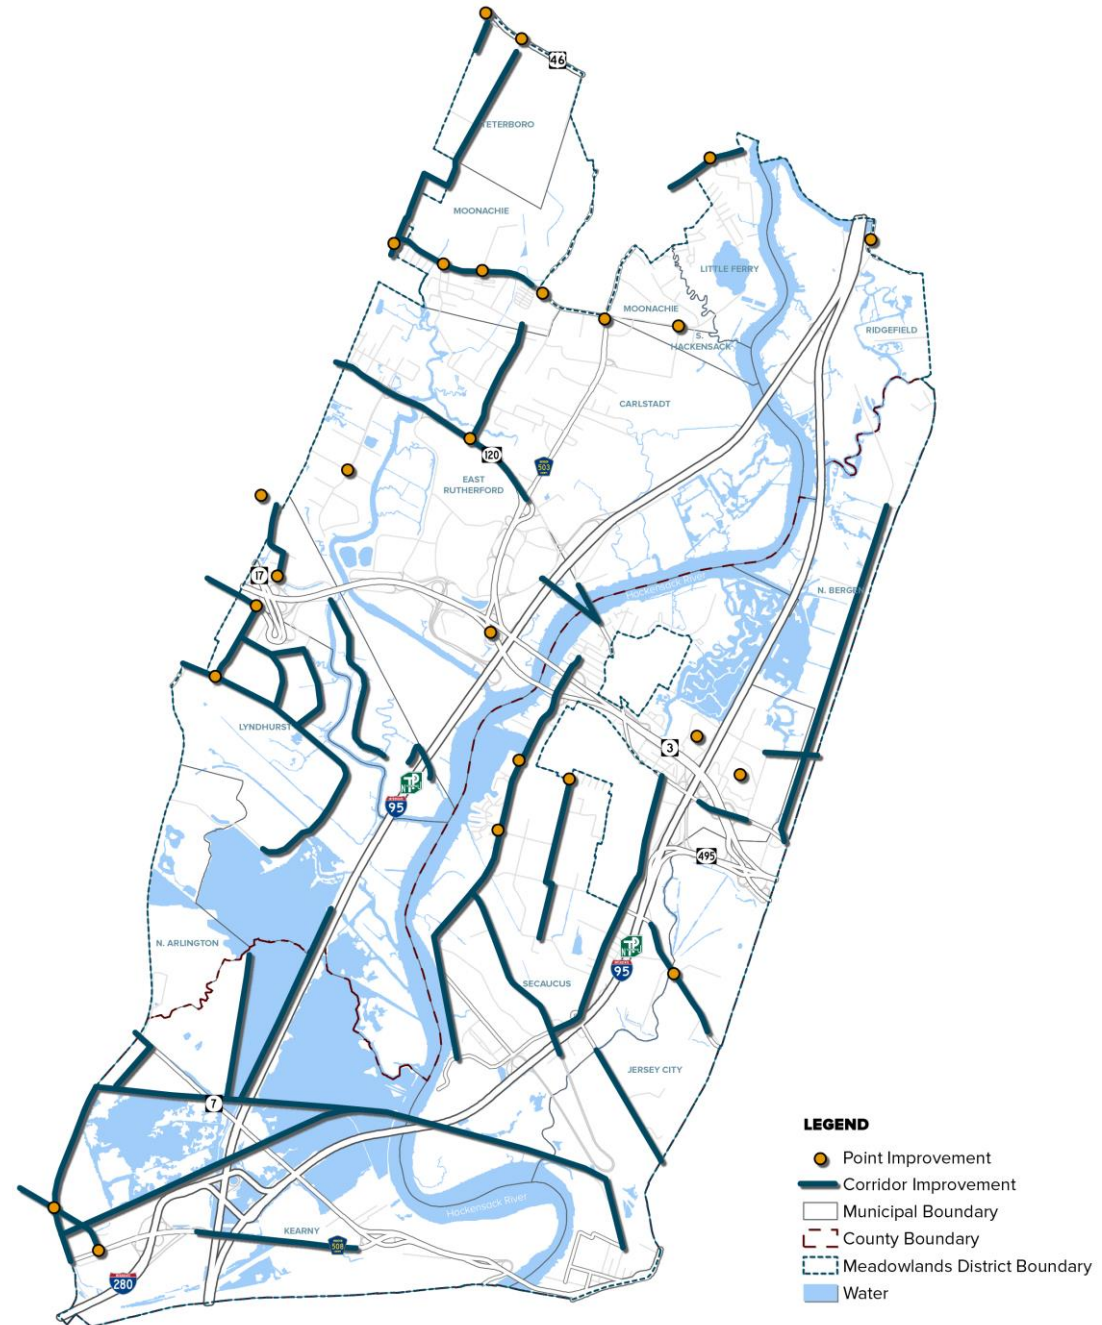 46
TETERBORO
MOONACHIE
LITTLE FERRY
MOONACHIE
RIDGEFIELD
S.
HACKENSACK
CARLSTADT
120
503
EAST
RUTHERFORD
17
Hackensack River
N. BERGEN
LYNDHURST
3
95
495
N. ARLINGTON
95
SECAUCUS
JERSEY CITY
7
Hackensack River
KEARNY
508
280
LEGEND
Point Improvement
Corridor Improvement
Municipal Boundary
County Boundary
Meadowlands District Boundary
Water